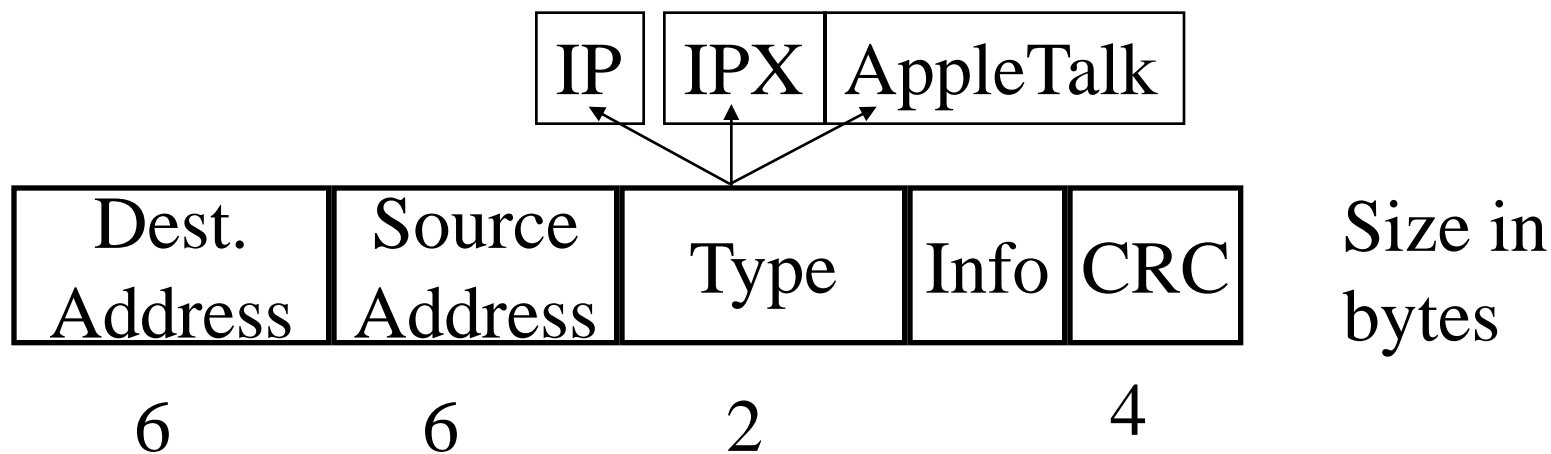 IP IPX AppleTalk
Dest. Address
Source Address
Type
Info
CRC
Size in bytes
6 6 2 4